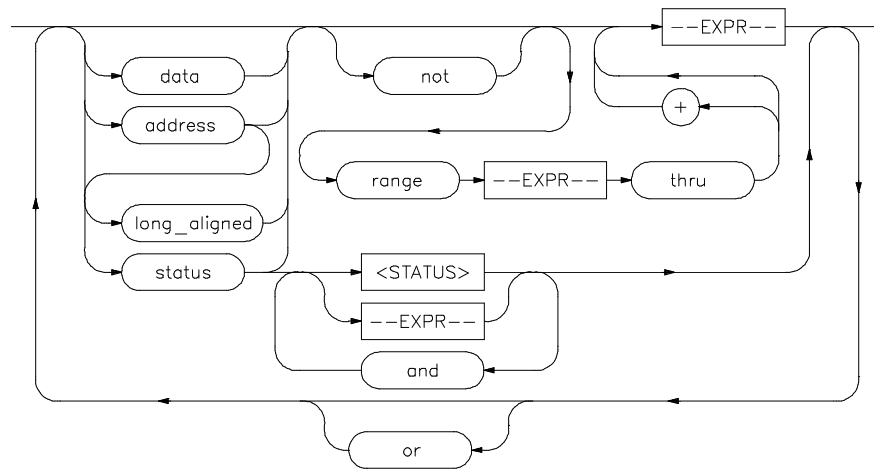 --EXPR--
data
not
address
+
range
--EXPR--
thru
long_aligned
status
<STATUS>
--EXPR--
and
or